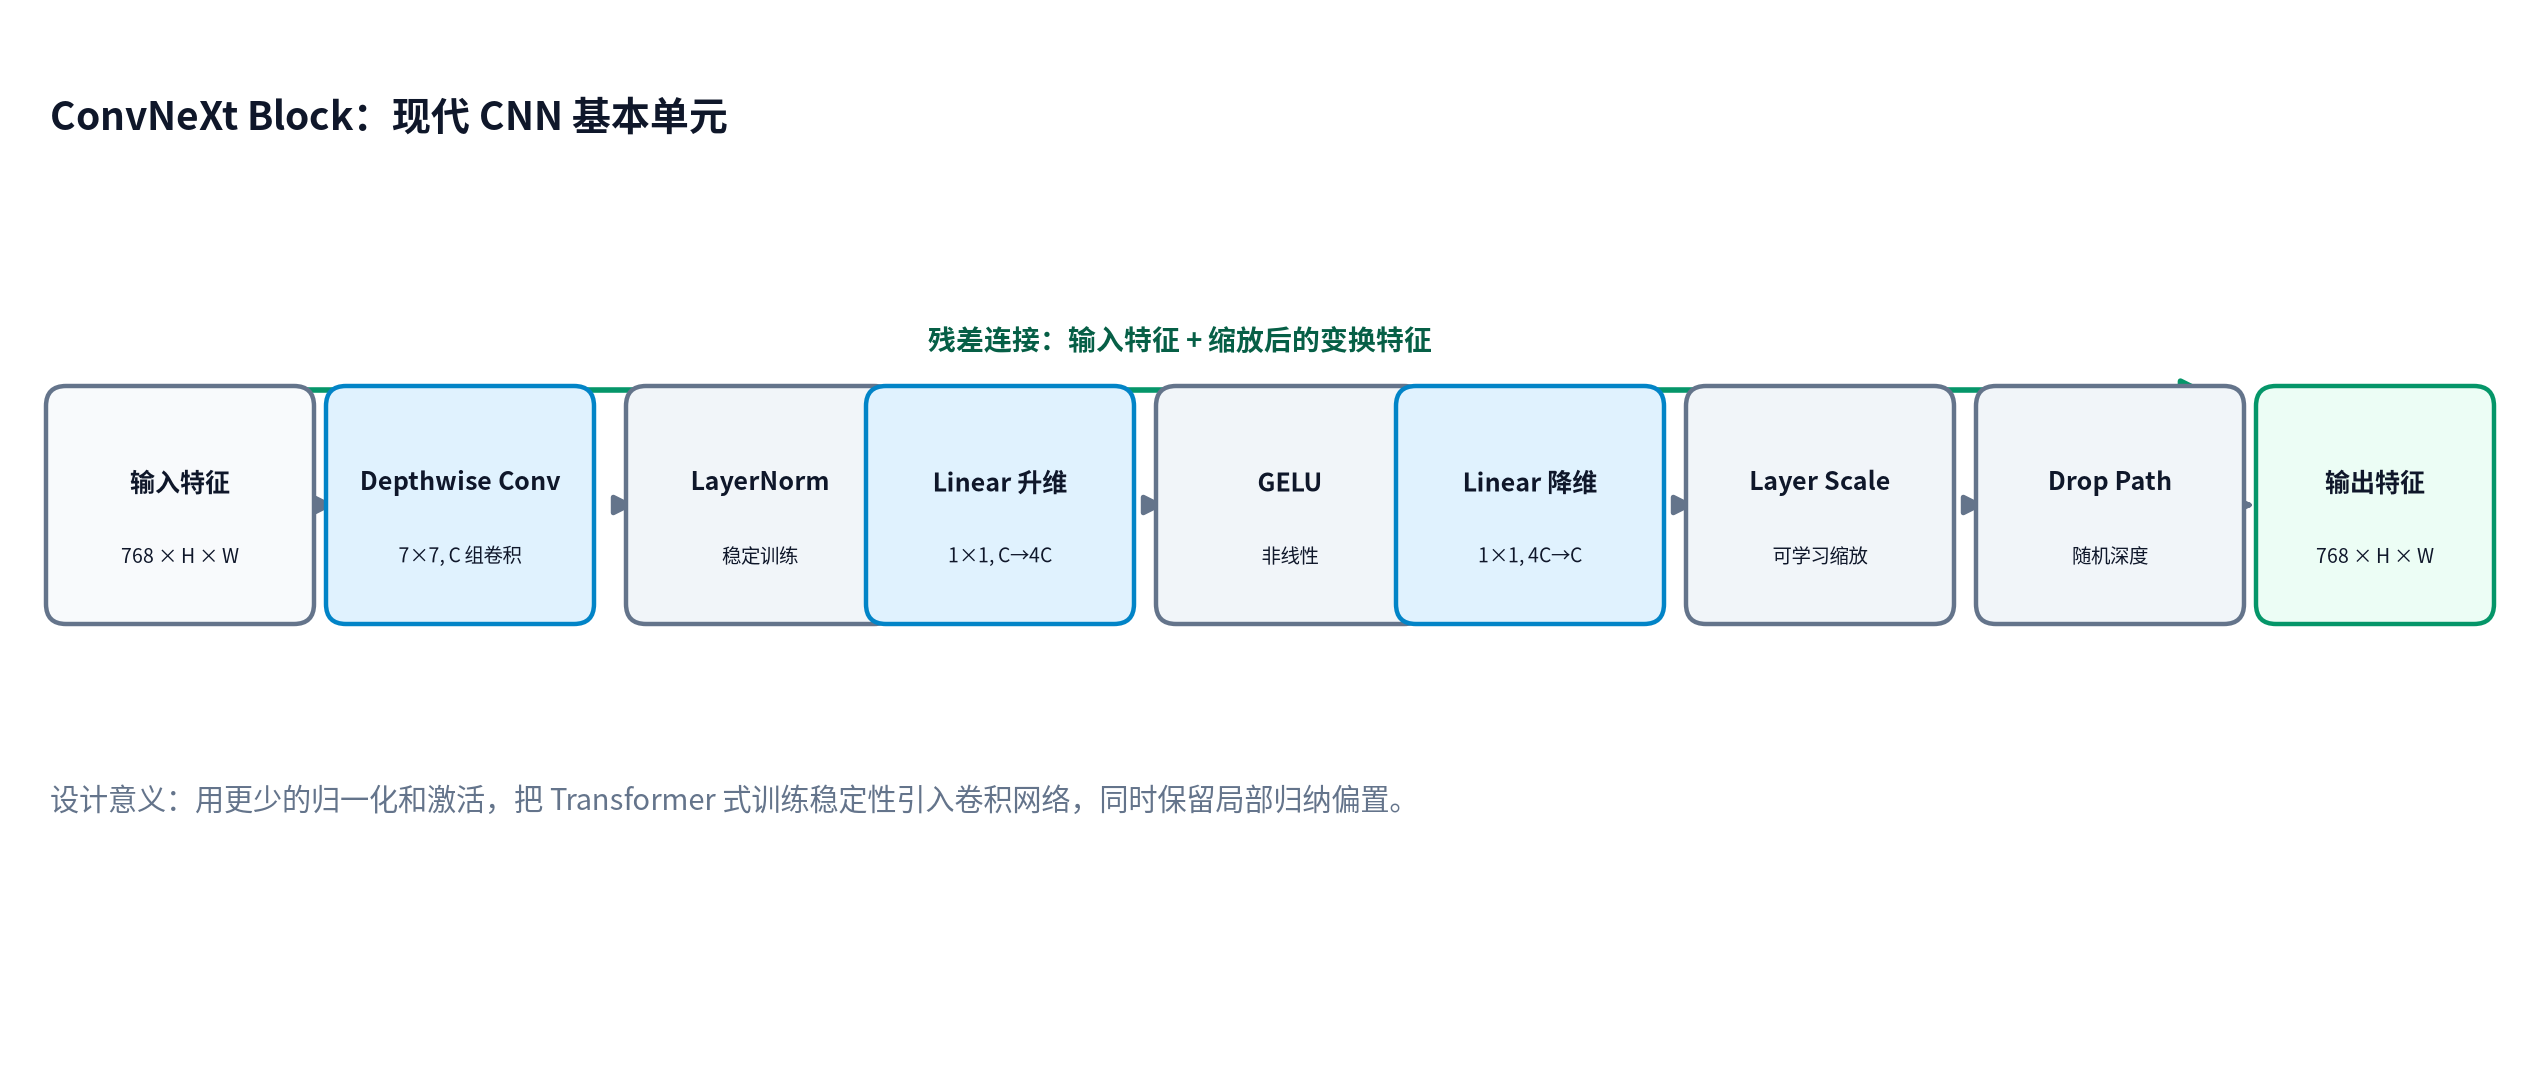 ConvNeXt Block：现代 CNN 基本单元
残差连接：输入特征 + 缩放后的变换特征
输入特征
768 × H × W
Depthwise Conv
7×7, C 组卷积
LayerNorm
稳定训练
Linear 升维
1×1, C→4C
GELU
非线性
Linear 降维
1×1, 4C→C
Layer Scale
可学习缩放
Drop Path
随机深度
输出特征
768 × H × W
设计意义：用更少的归一化和激活，把 Transformer 式训练稳定性引入卷积网络，同时保留局部归纳偏置。